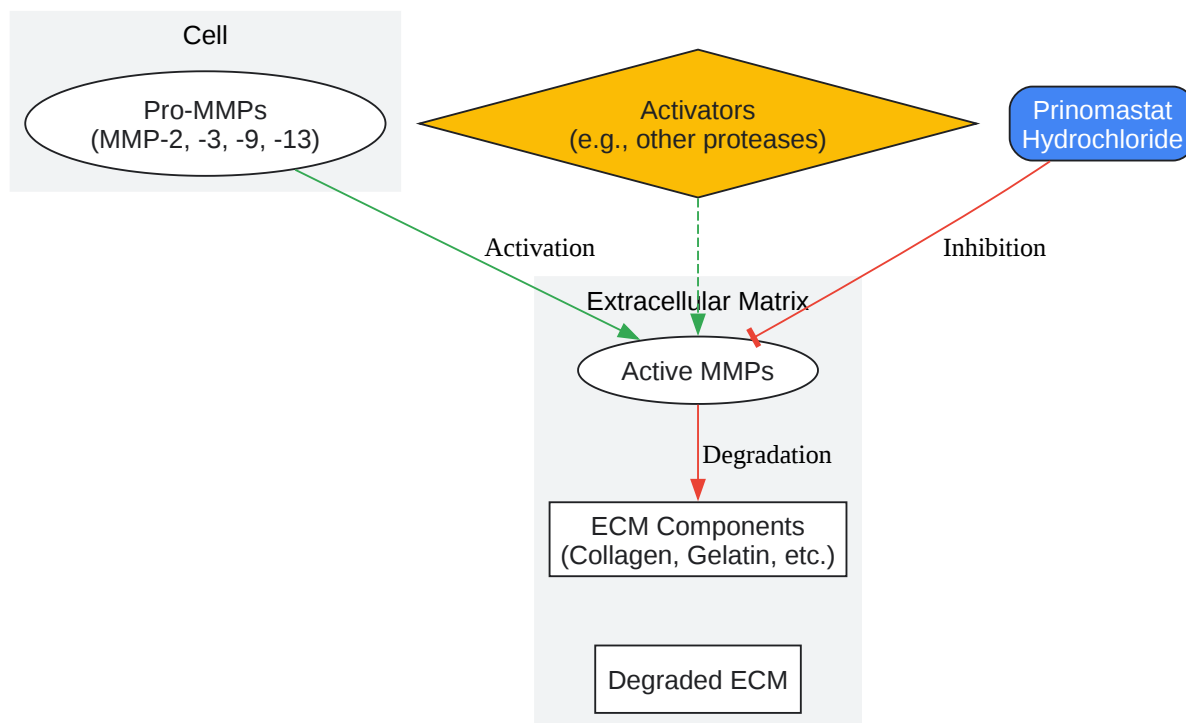 Cell
Pro-MMPs
(MMP-2, -3, -9, -13)
Activators
(e.g., other proteases)
Prinomastat
Hydrochloride
Activation
Inhibition
Extracellular Matrix
Active MMPs
Degradation
ECM Components
(Collagen, Gelatin, etc.)
Degraded ECM